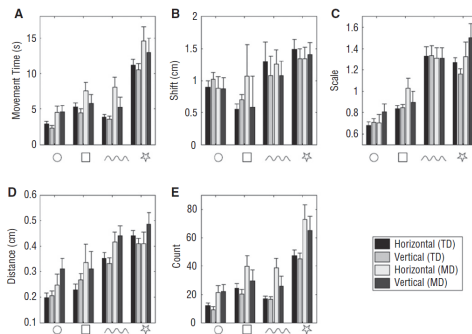 A
Movement Time (s)
15
10
5
0
B
Shift (cm)
2
1.5
1
0.5
0
C
Scale
1.6
1.4
1.2
1
0.8
0.6
D
Distance (cm)
0.6
0.5
0.4
0.3
0.2
0.1
E
Count
80
60
40
20
0
Horizontal (TD)
Vertical (TD)
Horizontal (MD)
Vertical (MD)